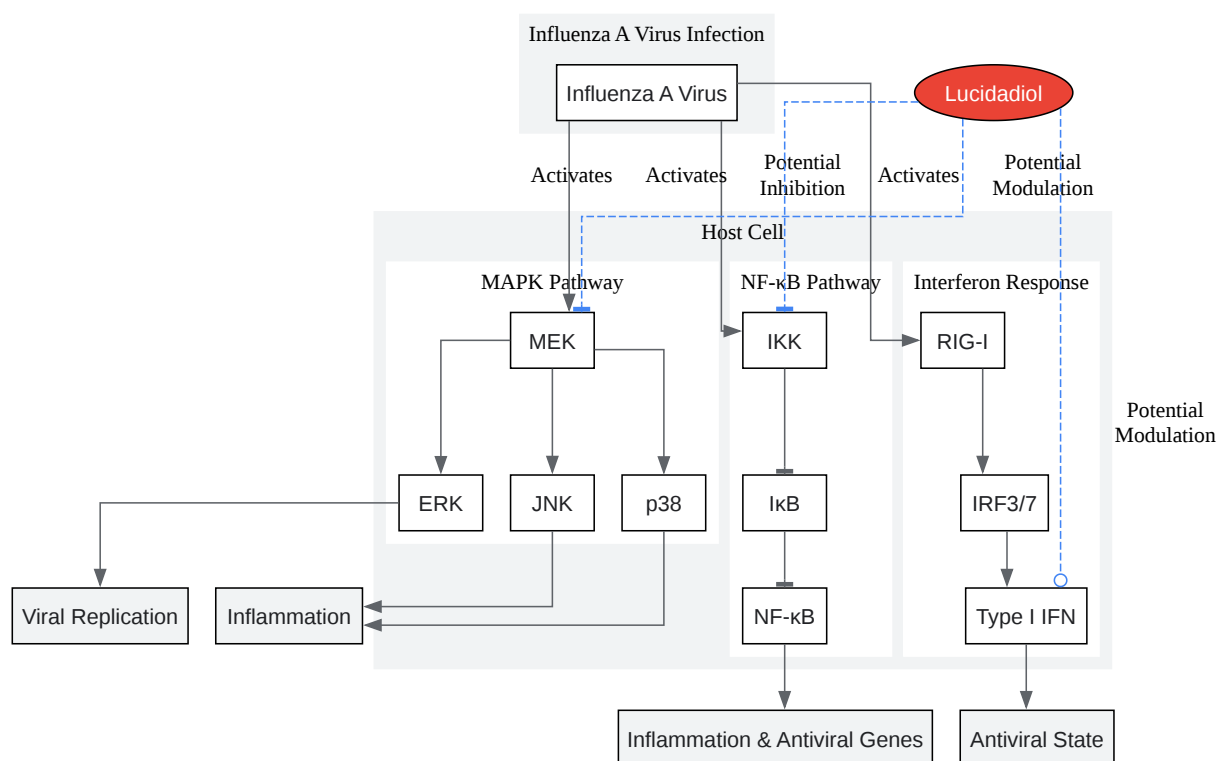 Influenza A Virus Infection
Influenza A Virus
Lucidadiol
Activates
Activates
Potential
Inhibition
Activates
Potential
Modulation
Host Cell
MAPK Pathway
NF-κB Pathway
Interferon Response
MEK
IKK
RIG-I
Potential
Modulation
ERK
JNK
p38
IκB
IRF3/7
Viral Replication
Inflammation
NF-κB
Type I IFN
Inflammation & Antiviral Genes
Antiviral State